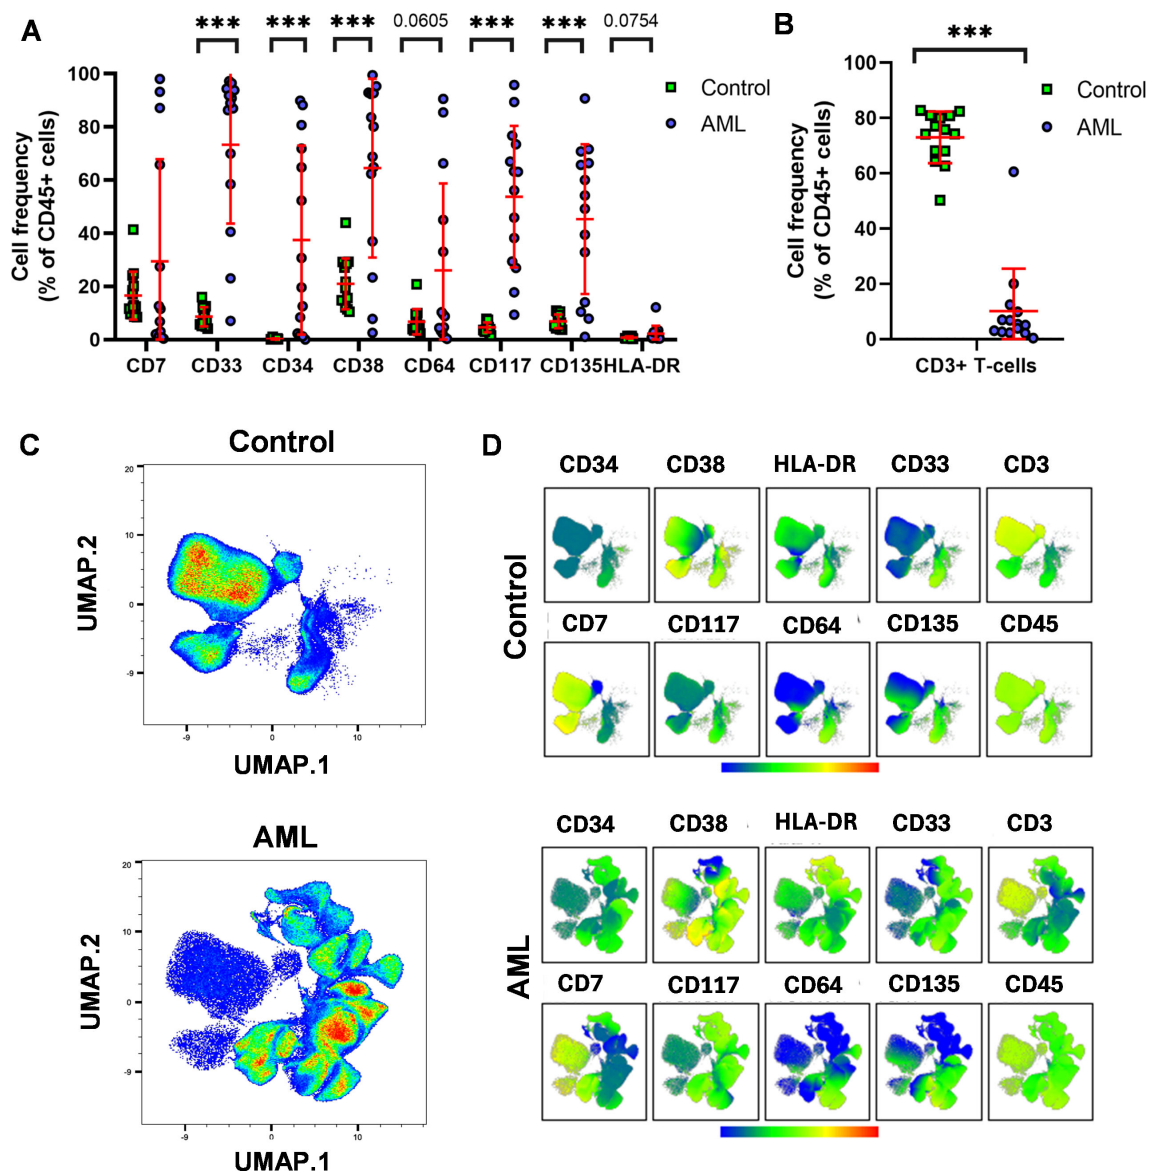 A
*** *** *** 0.0605 *** *** 0.0754
Cell frequency
(% of CD45+ cells)
100
80
60
40
20
0
CD7 CD33 CD34 CD38 CD64 CD117 CD135 HLA-DR
Control
AML
B
***
Cell frequency
(% of CD45+ cells)
100
80
60
40
20
0
CD3+ T-cells
Control
AML
C
Control
UMAP.2
20
10
0
-9
-9 0 10
UMAP.1
AML
UMAP.2
20
10
0
-9
-9 0 10
UMAP.1
D
Control
CD34 CD38 HLA-DR CD33 CD3
CD7 CD117 CD64 CD135 CD45
AML
CD34 CD38 HLA-DR CD33 CD3
CD7 CD117 CD64 CD135 CD45